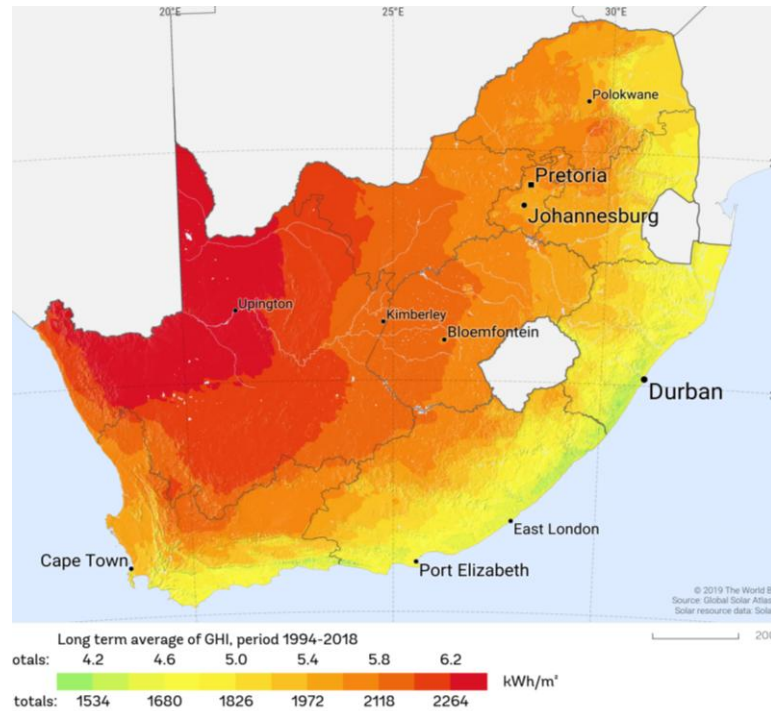 20°E
25°E
30°E
Polokwane
Pretoria
Johannesburg
Upington
Kimberley
Bloemfontein
Durban
East London
Cape Town
Port Elizabeth
© 2019 The World B
Source: Global Solar Atlas
Solar resource data: Sola
Long term average of GHI, period 1994-2018
200
otals: 4.2 4.6 5.0 5.4 5.8 6.2
kWh/m²
totals: 1534 1680 1826 1972 2118 2264